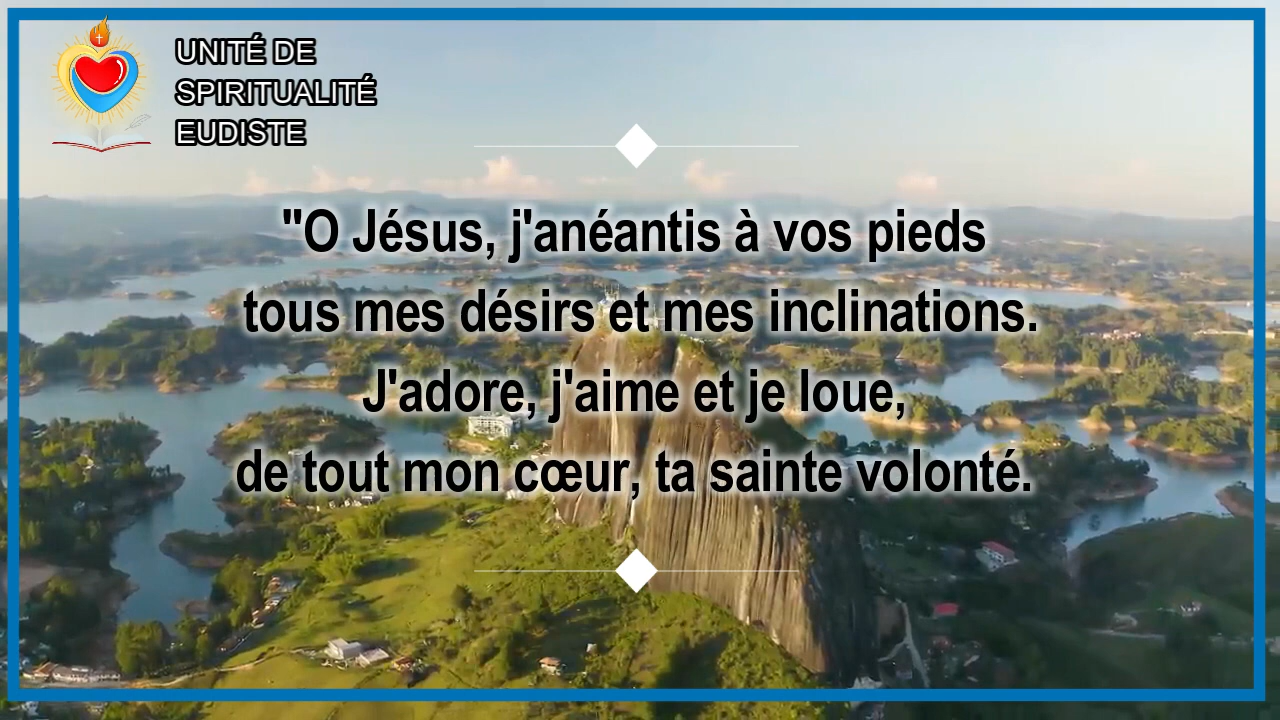 UNITÉ DE
SPIRITUALITÉ
EUDISTE
"O Jésus, j'anéantis à vos pieds
tous mes désirs et mes inclinations.
J'adore, j'aime et je loue,
de tout mon cœur, ta sainte volonté.